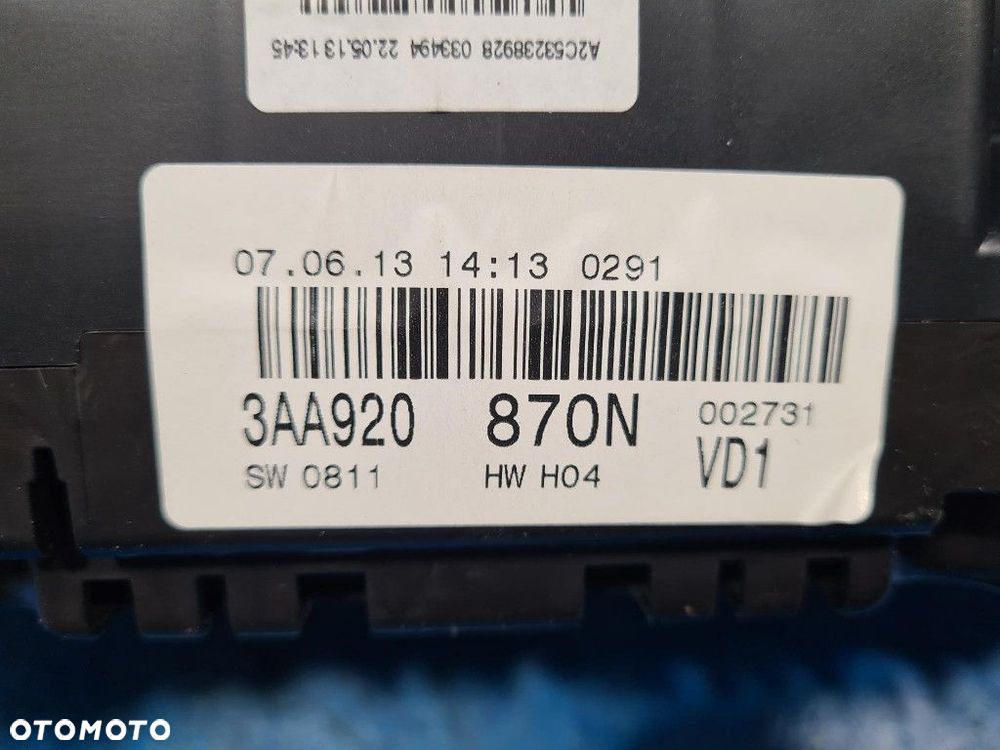 A2C53238928 033494 22.05.13 13:45
07.06.13 14:13 0291
3AA920 870N 002731
SW 0811 HW H04 VD1
OTOMOTO